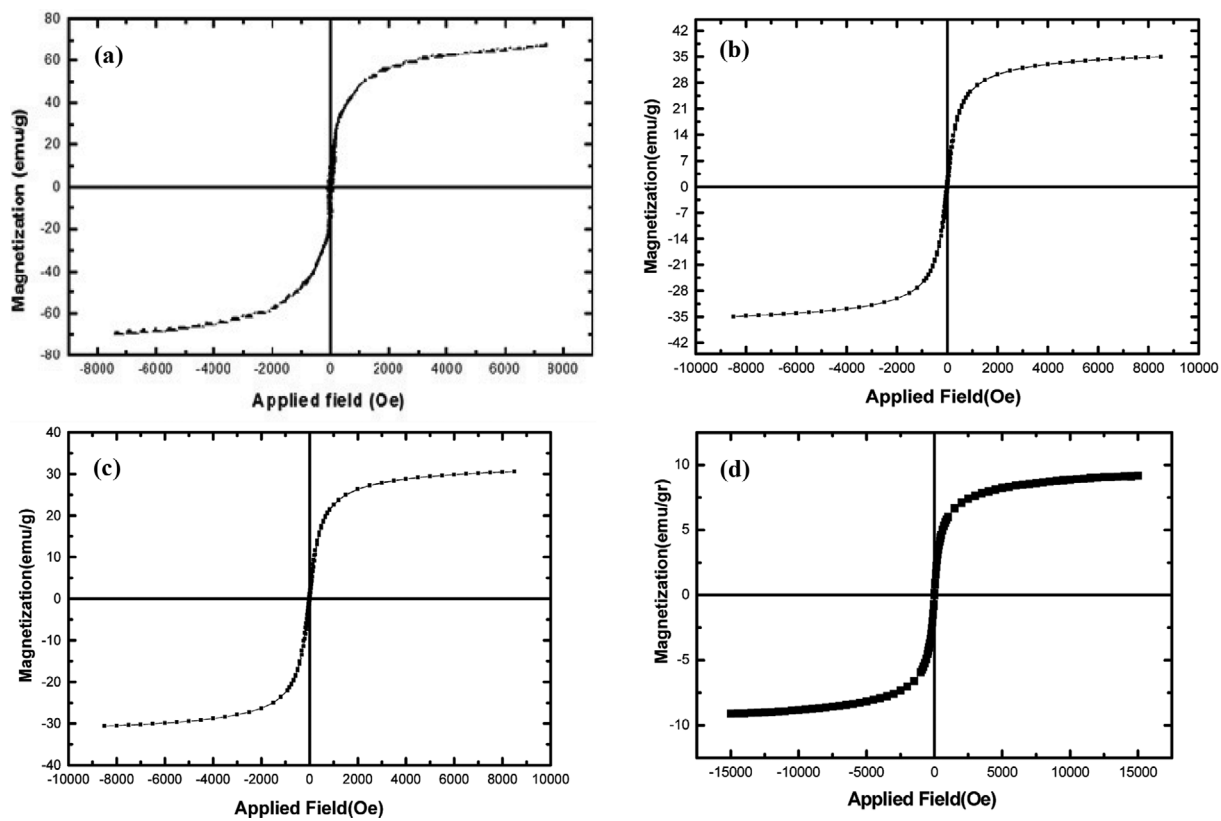 (a)
Magnetization (emu/g)
80
60
40
20
0
-20
-40
-60
-80
-8000 -6000 -4000 -2000 0 2000 4000 6000 8000
Applied field (Oe)
(b)
Magnetization(emu/g)
42
35
28
21
14
7
0
-7
-14
-21
-28
-35
-42
-10000 -8000 -6000 -4000 -2000 0 2000 4000 6000 8000 10000
Applied Field(Oe)
(c)
Magnetization(emu/g)
40
30
20
10
0
-10
-20
-30
-40
-10000 -8000 -6000 -4000 -2000 0 2000 4000 6000 8000 10000
Applied Field(Oe)
(d)
Magnetization(emu/gr)
10
5
0
-5
-10
-15000 -10000 -5000 0 5000 10000 15000
Applied Field(Oe)